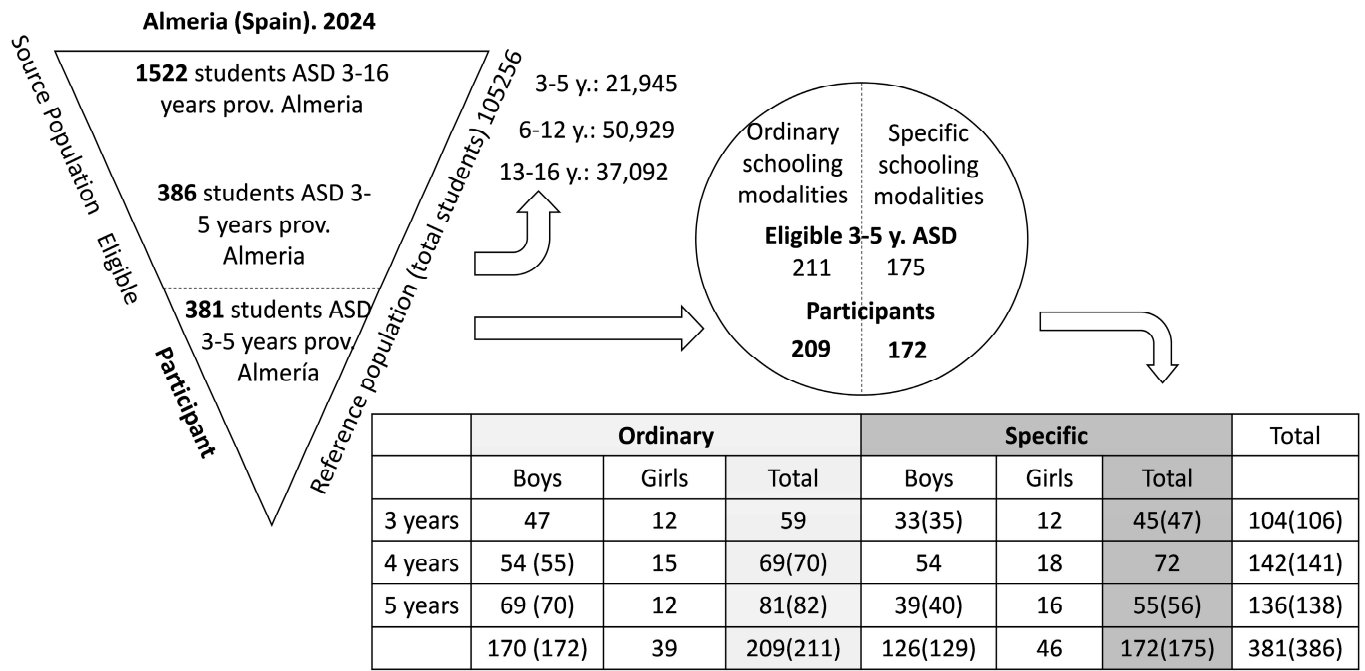 Almeria (Spain). 2024
Source Population Eligible Participant
1522 students ASD 3-16
years prov. Almeria
386 students ASD 3-
5 years prov.
Almeria
381 students ASD
3-5 years prov.
Almería
Reference population (total students) 105256
3-5 y.: 21,945
6-12 y.: 50,929
13-16 y.: 37,092
Ordinary
schooling
modalities
Specific
schooling
modalities
Eligible 3-5 y. ASD
211 175
Participants
209 172
Ordinary Specific Total
Boys Girls Total Boys Girls Total
3 years 47 12 59 33(35) 12 45(47) 104(106)
4 years 54 (55) 15 69(70) 54 18 72 142(141)
5 years 69 (70) 12 81(82) 39(40) 16 55(56) 136(138)
170 (172) 39 209(211) 126(129) 46 172(175) 381(386)